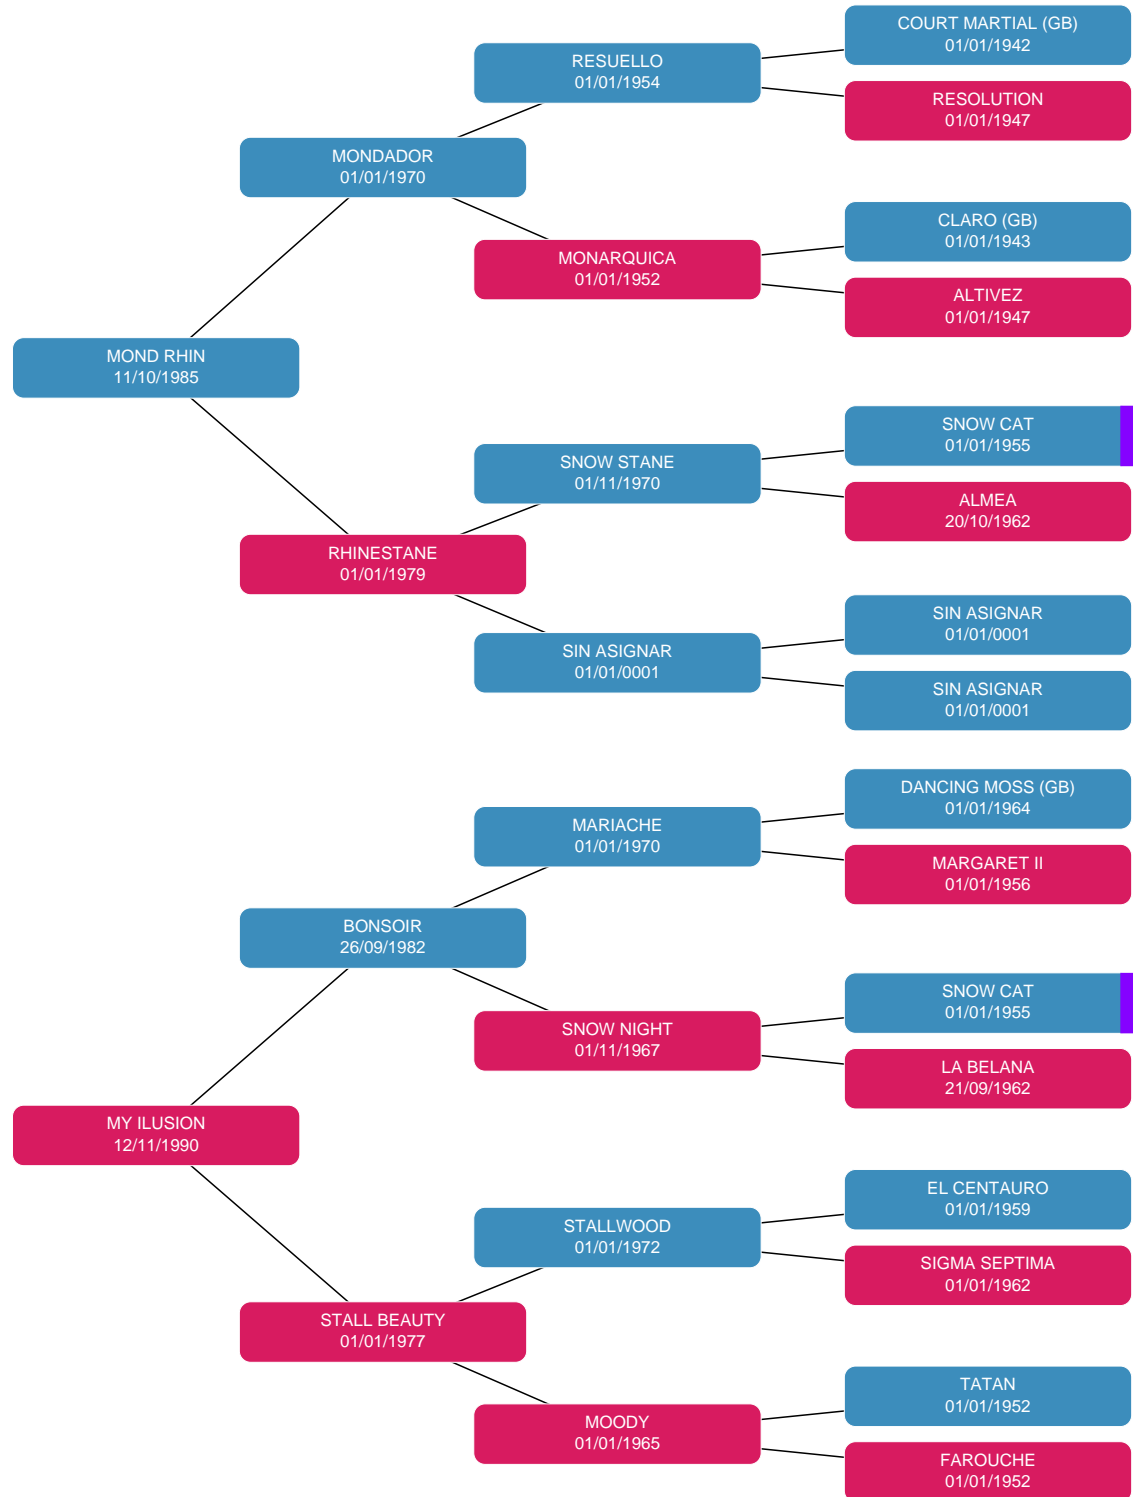 COURT MARTIAL (GB)
01/01/1942
RESUELLO
01/01/1954
RESOLUTION
01/01/1947
MONDADOR
01/01/1970
CLARO (GB)
01/01/1943
MONARQUICA
01/01/1952
ALTIVEZ
01/01/1947
MOND RHIN
11/10/1985
SNOW CAT
01/01/1955
SNOW STANE
01/11/1970
ALMEA
20/10/1962
RHINESTANE
01/01/1979
SIN ASIGNAR
01/01/0001
SIN ASIGNAR
01/01/0001
SIN ASIGNAR
01/01/0001
DANCING MOSS (GB)
01/01/1964
MARIACHE
01/01/1970
MARGARET II
01/01/1956
BONSOIR
26/09/1982
SNOW CAT
01/01/1955
SNOW NIGHT
01/11/1967
LA BELANA
21/09/1962
MY ILUSION
12/11/1990
EL CENTAURO
01/01/1959
STALLWOOD
01/01/1972
SIGMA SEPTIMA
01/01/1962
STALL BEAUTY
01/01/1977
TATAN
01/01/1952
MOODY
01/01/1965
FAROUCHE
01/01/1952